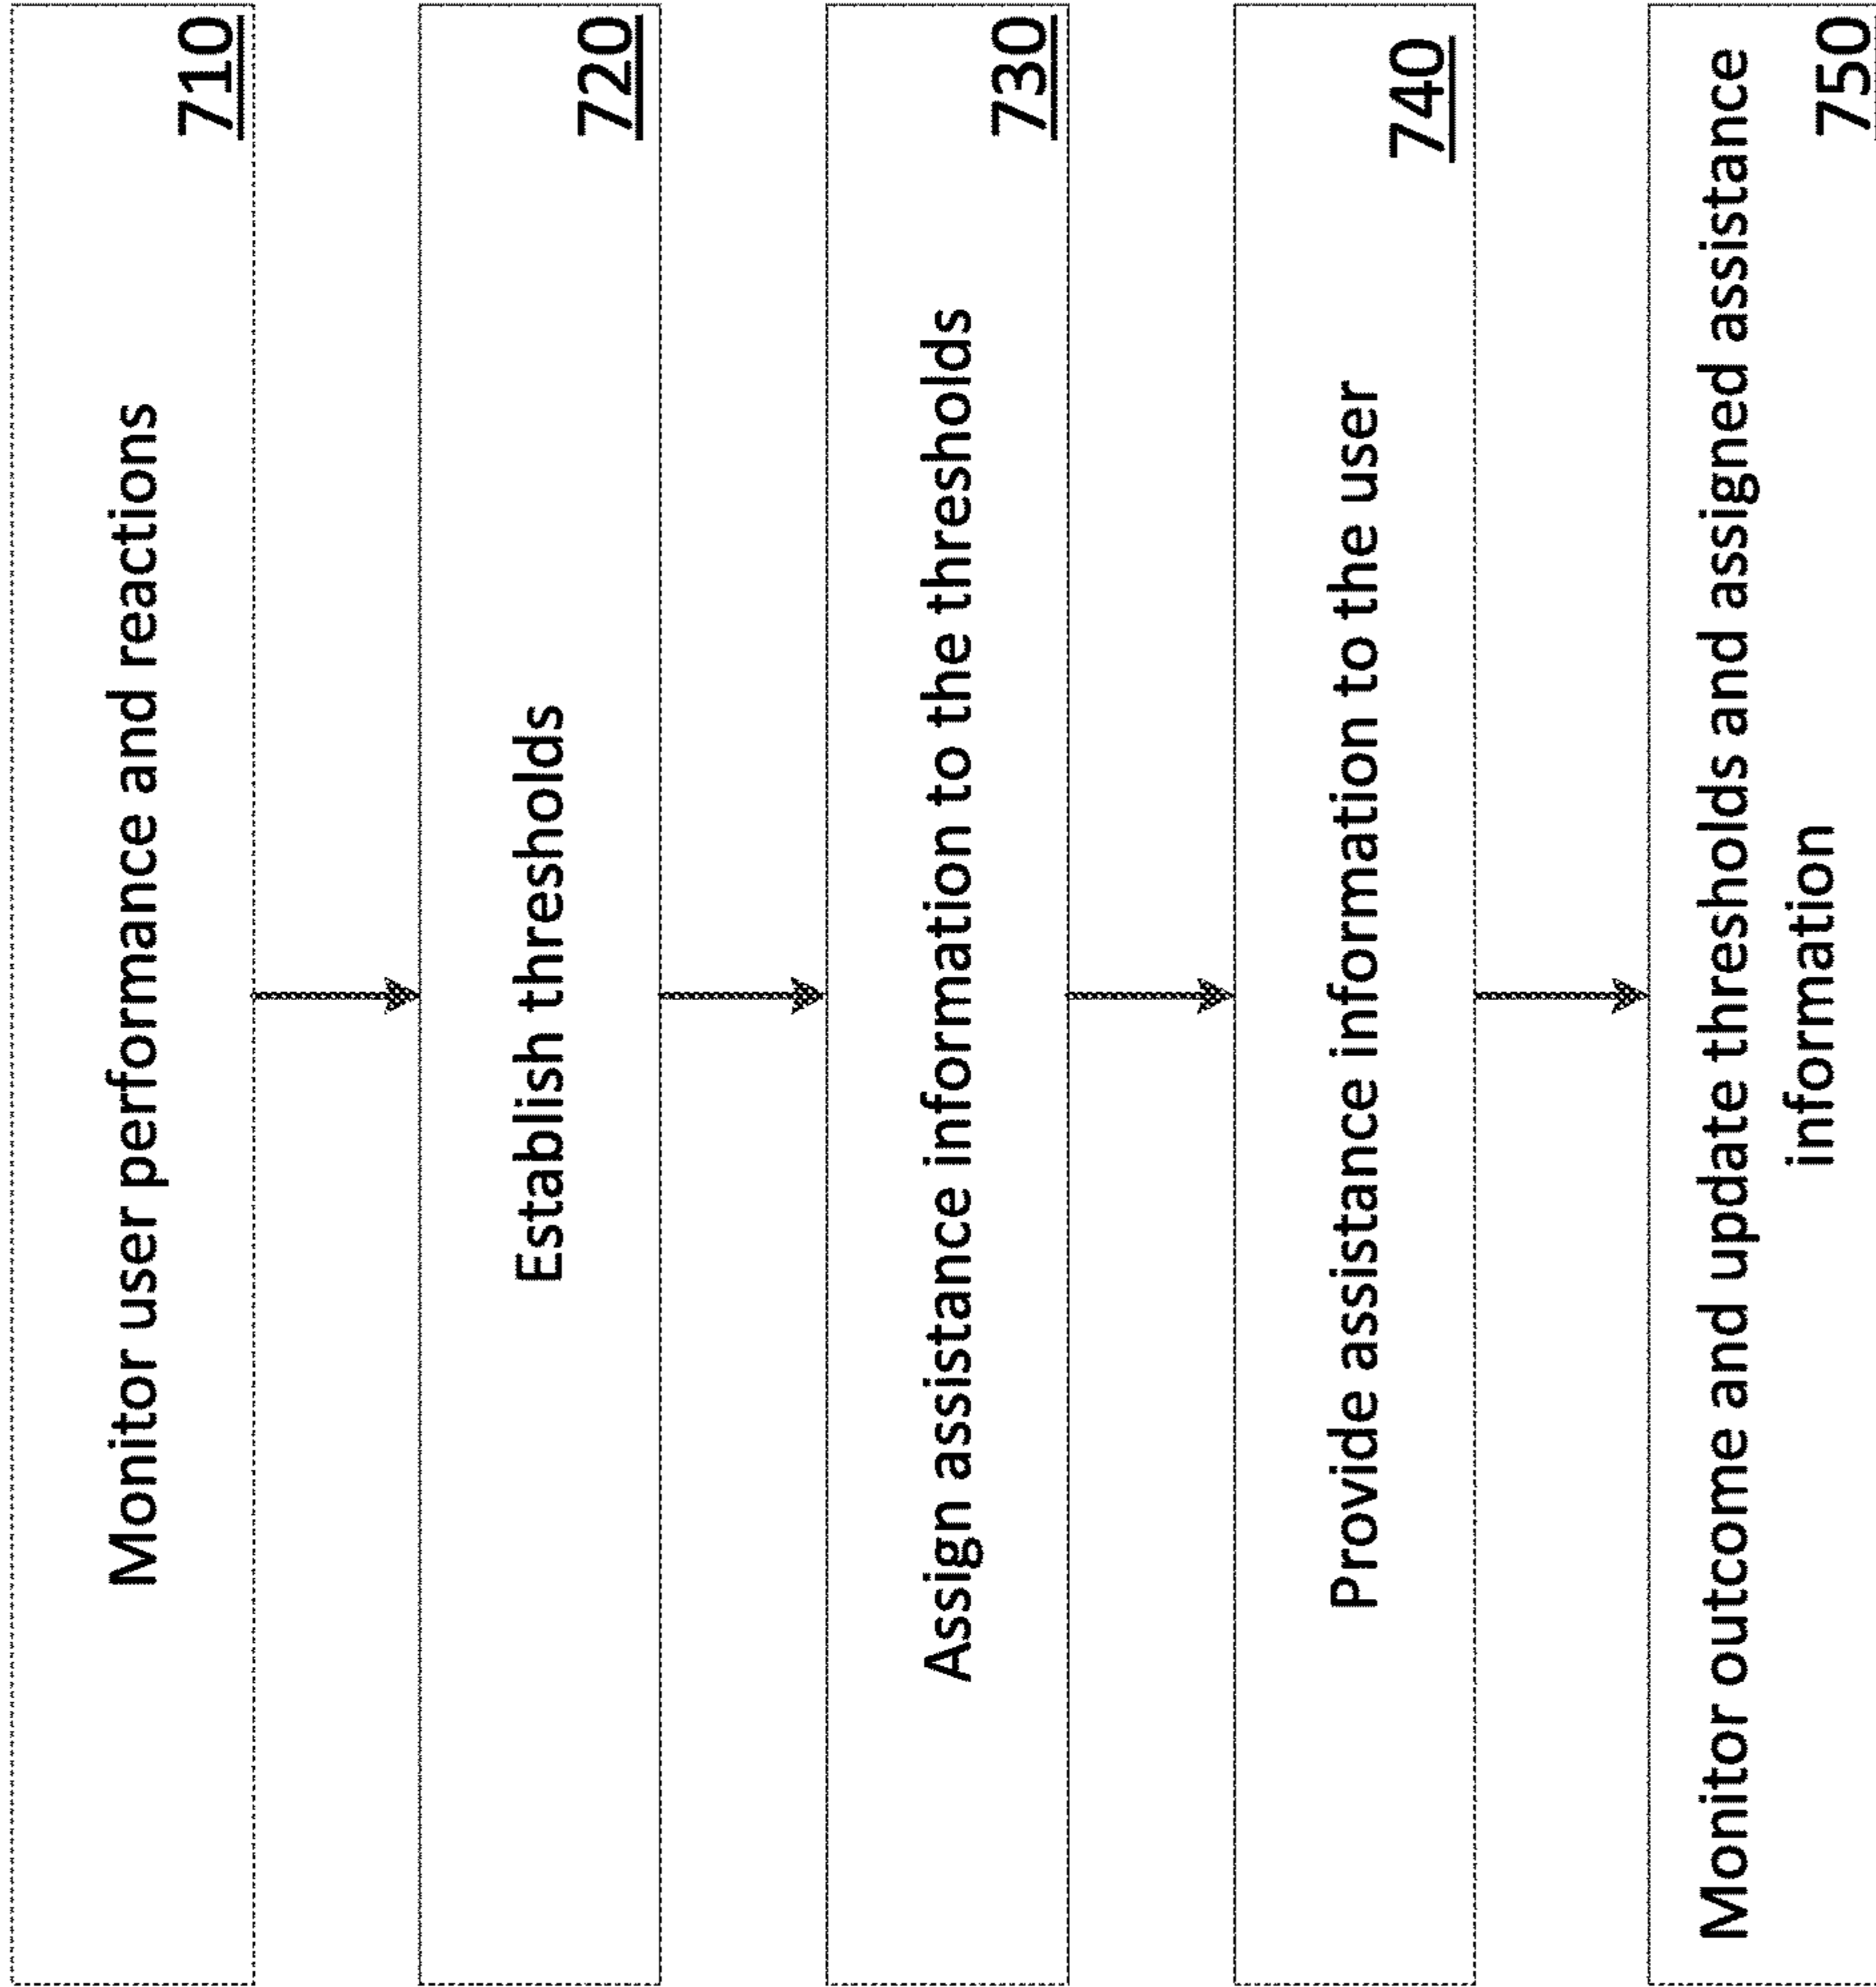 Monitor user performance and reactions
710
Establish thresholds
720
Assign assistance information to the thresholds
730
Provide assistance information to the user
740
Monitor outcome and update thresholds and assigned assistance
information
750